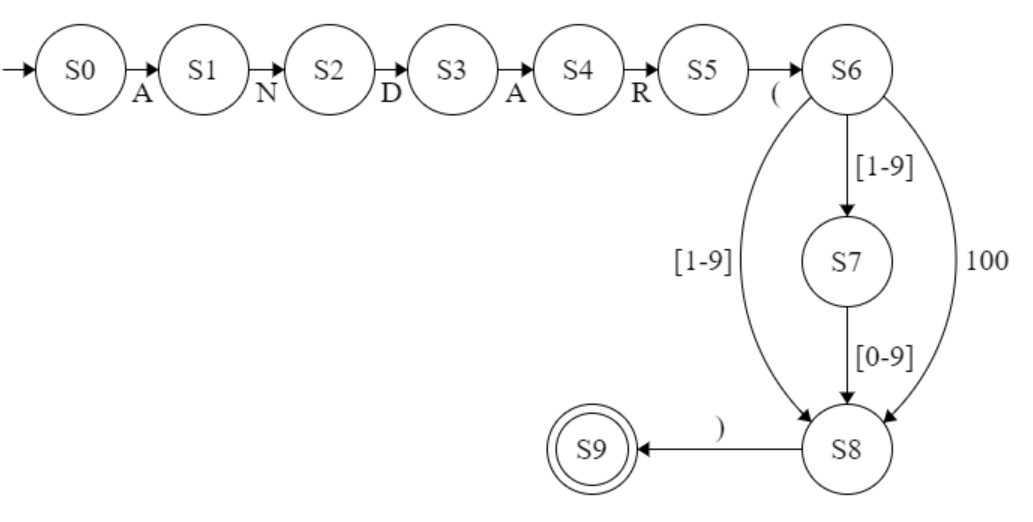 S0 S1 S2 S3 S4 S5 S6
A N D A R (
[1-9]
[1-9] S7 100
[0-9]
)
S9 S8